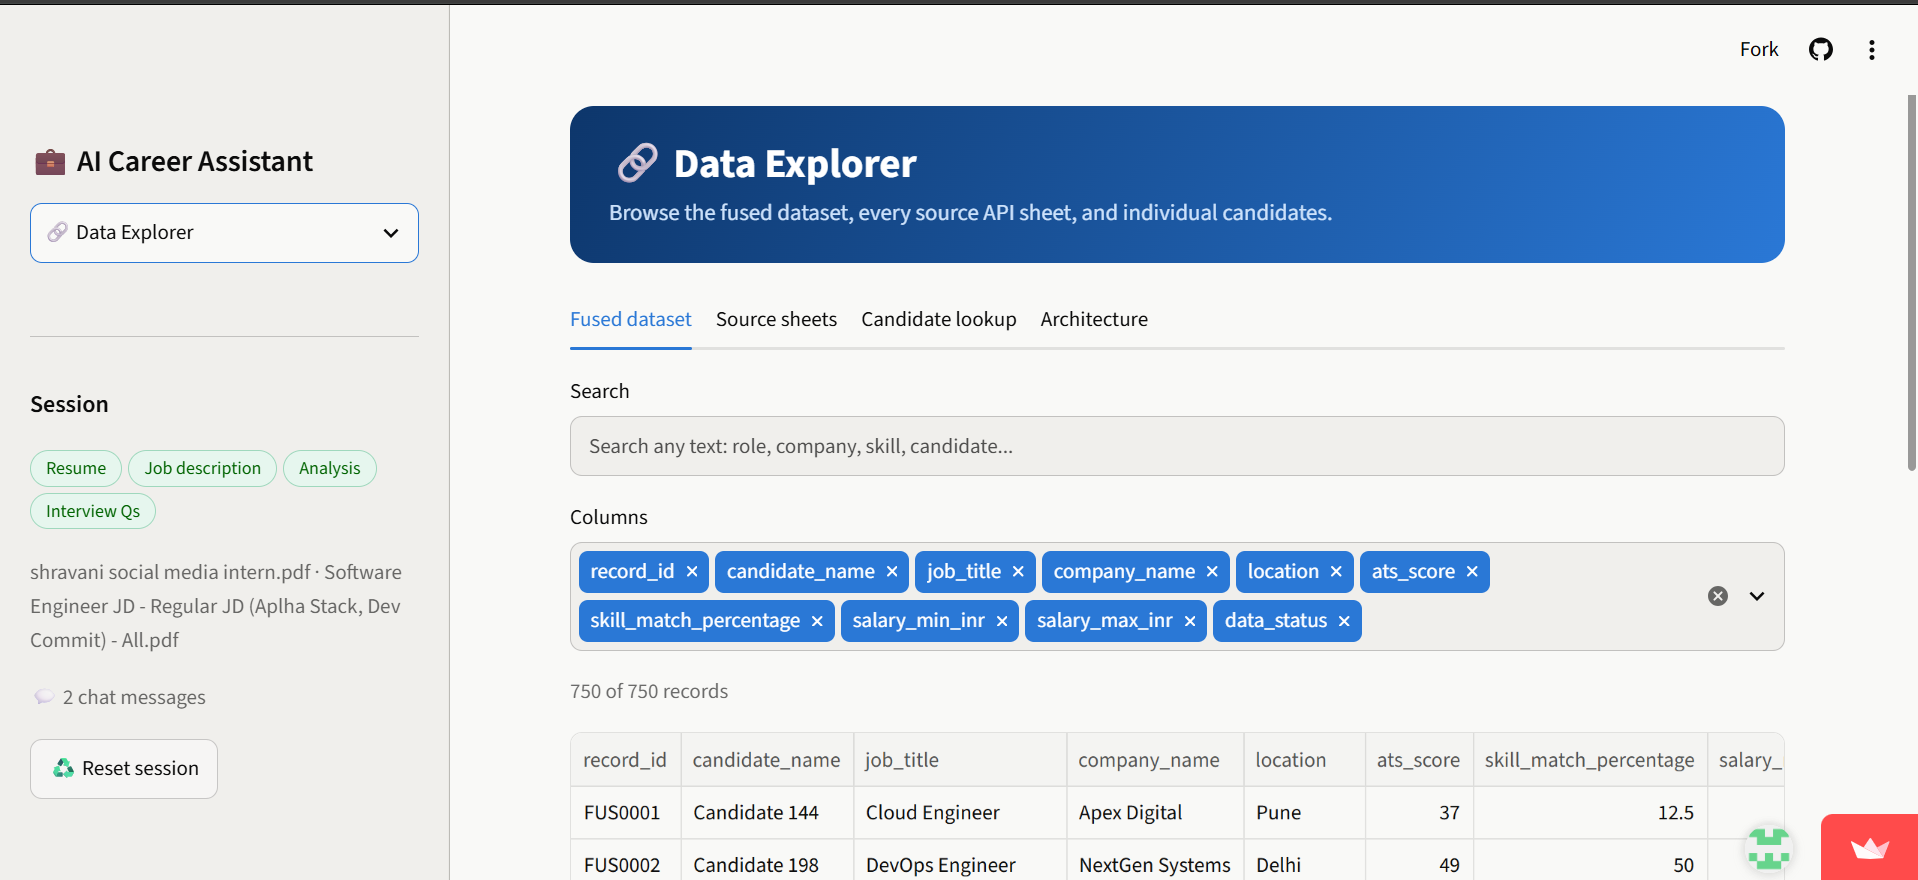 Fork
AI Career Assistant
Data Explorer
Session
Resume Job description Analysis
Interview Qs
shravani social media intern.pdf · Software
Engineer JD - Regular JD (Aplha Stack, Dev
Commit) - All.pdf
2 chat messages
Reset session
Data Explorer
Browse the fused dataset, every source API sheet, and individual candidates.
Fused dataset Source sheets Candidate lookup Architecture
Search
Search any text: role, company, skill, candidate...
Columns
record_id × candidate_name × job_title × company_name × location × ats_score ×
skill_match_percentage × salary_min_inr × salary_max_inr × data_status ×
750 of 750 records
record_id candidate_name job_title company_name location ats_score skill_match_percentage salary_
FUS0001 Candidate 144 Cloud Engineer Apex Digital Pune 37 12.5
FUS0002 Candidate 198 DevOps Engineer NextGen Systems Delhi 49 50